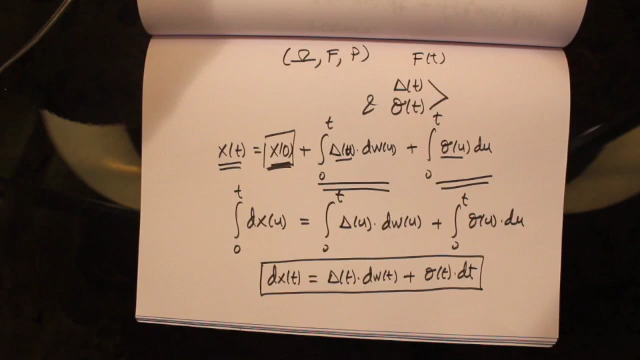 (Ω, F, P) F(t)
Δ(t)
& θ(t) >
x(t) = x(0) + ∫₀ᵗ Δ(u)·dw(u) + ∫₀ᵗ θ(u) du
∫₀ᵗ dx(u) = ∫₀ᵗ Δ(u)·dw(u) + ∫₀ᵗ θ(u)·du
dx(t) = Δ(t)·dw(t) + θ(t)·dt